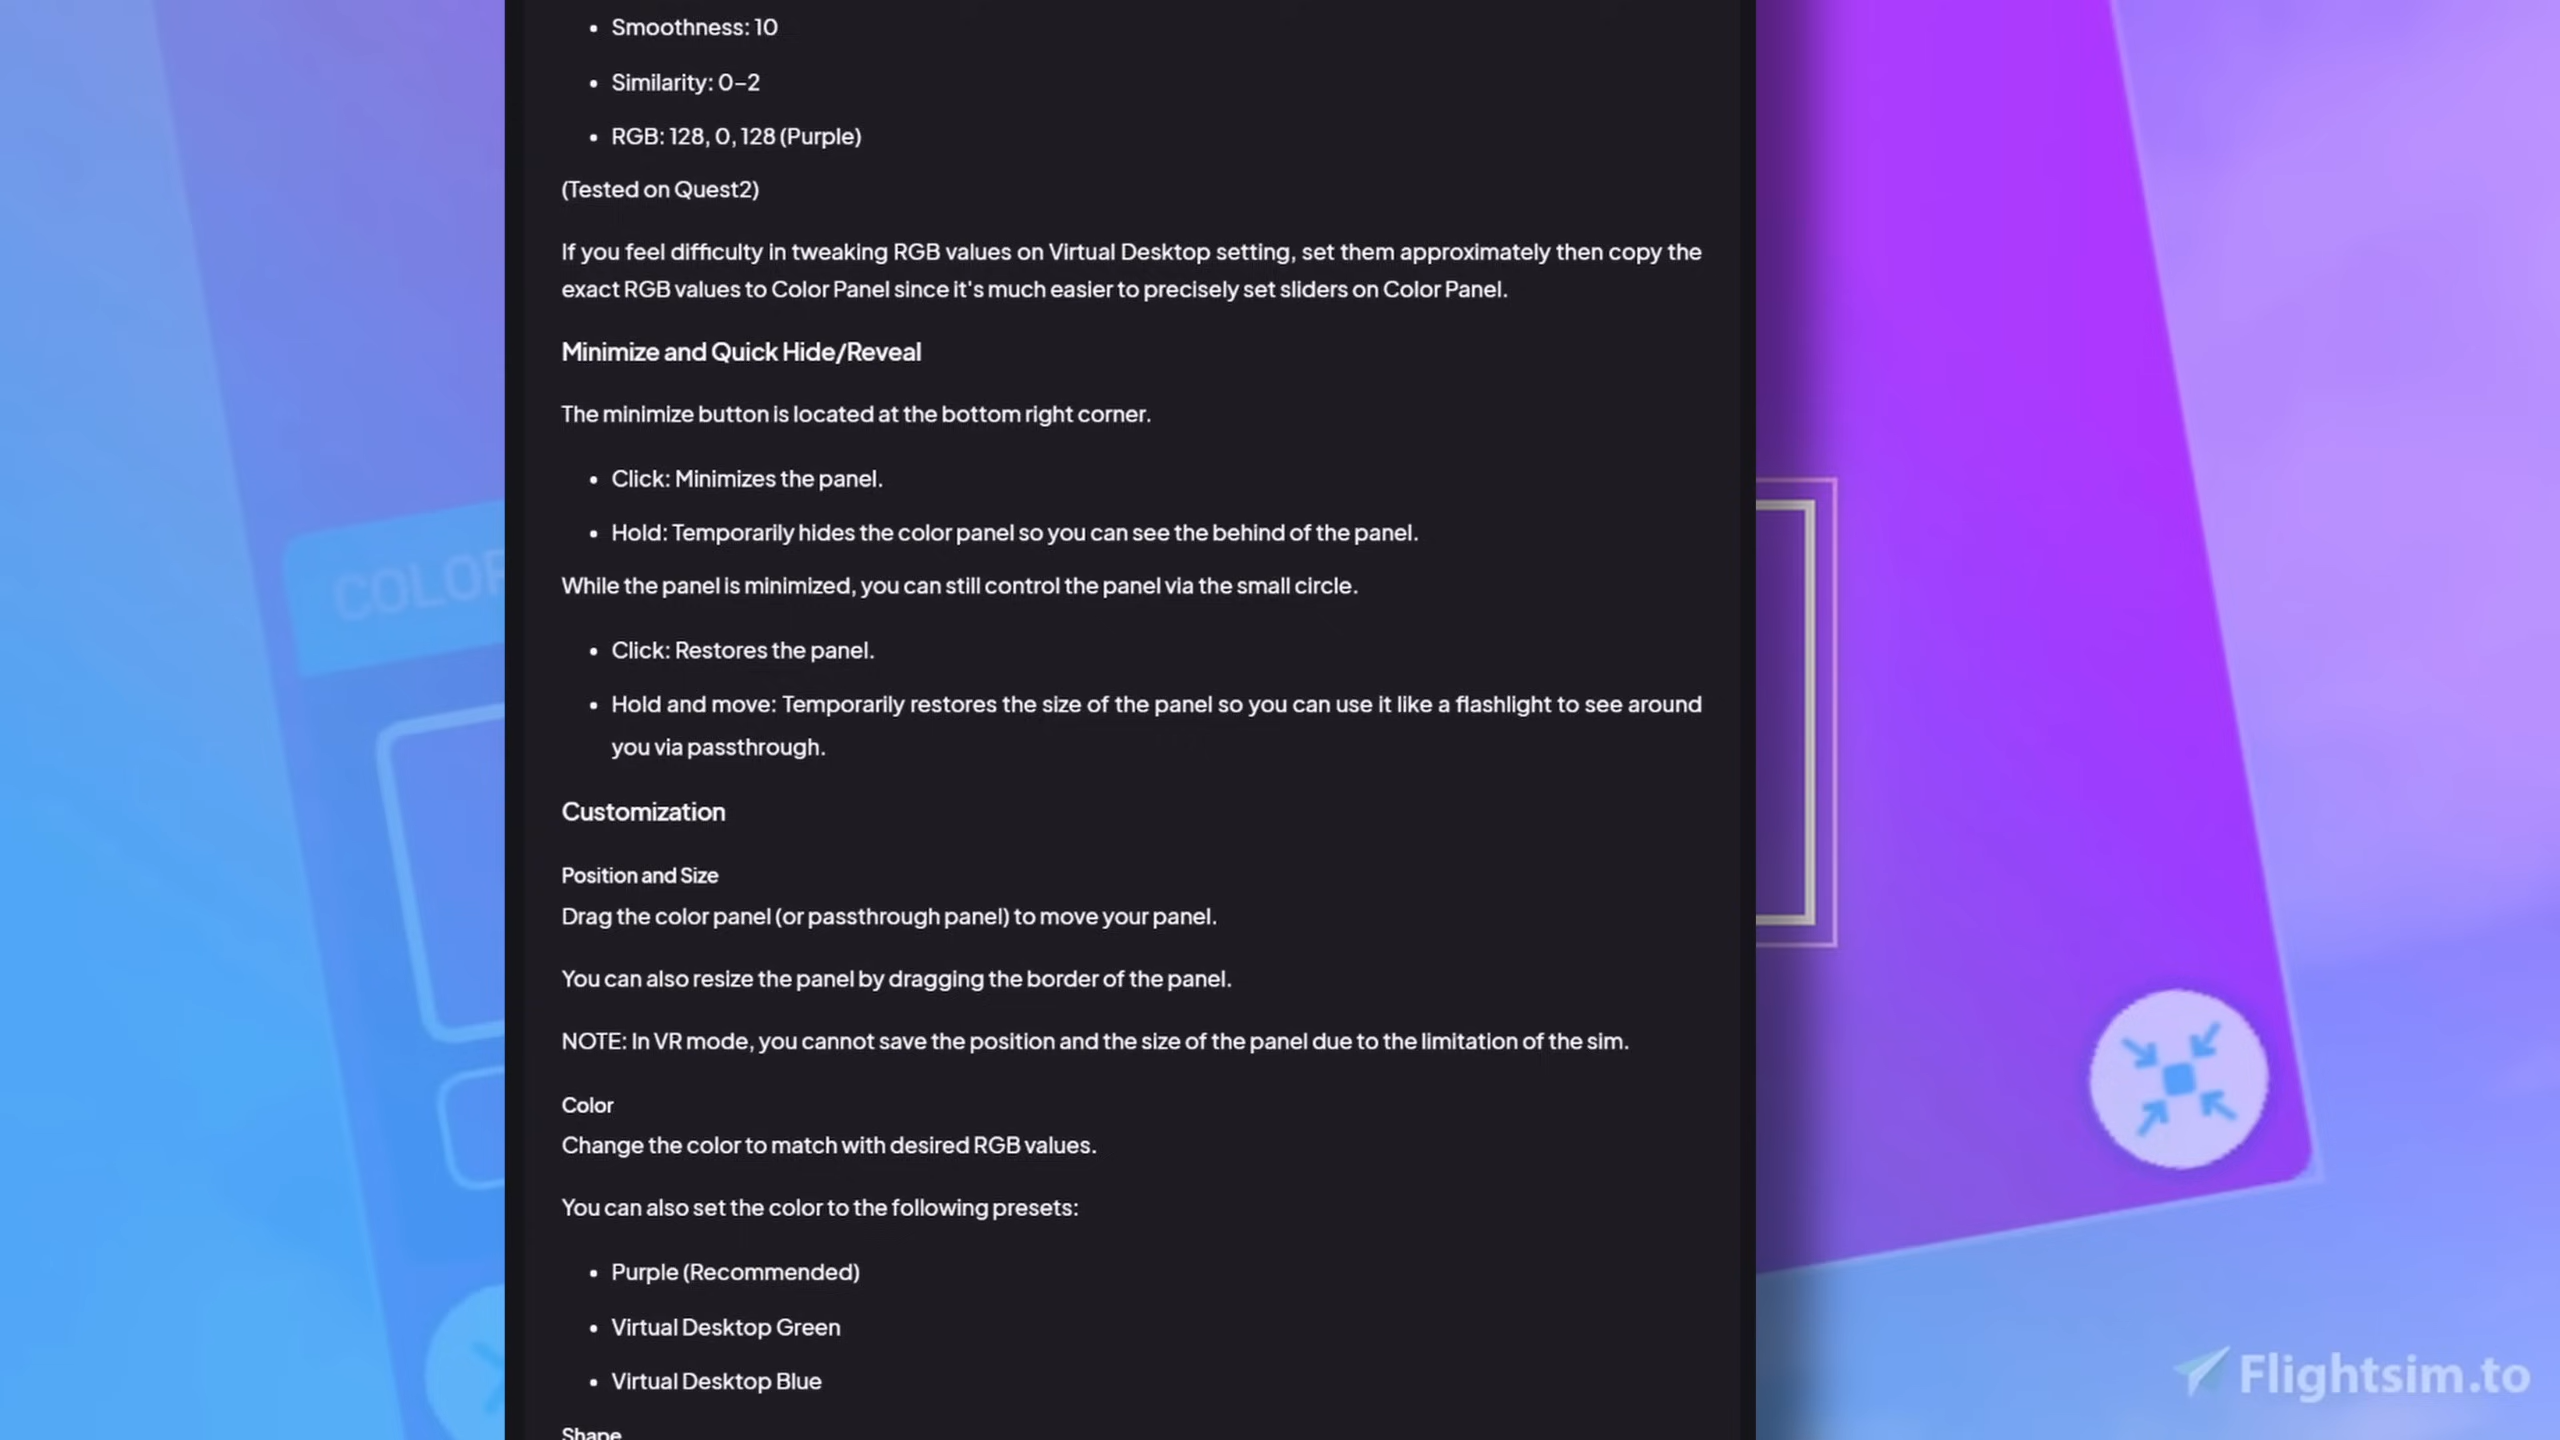 • Smoothness: 10
• Similarity: 0–2
• RGB: 128, 0, 128 (Purple)
(Tested on Quest2)
If you feel difficulty in tweaking RGB values on Virtual Desktop setting, set them approximately then copy the
exact RGB values to Color Panel since it's much easier to precisely set sliders on Color Panel.
Minimize and Quick Hide/Reveal
The minimize button is located at the bottom right corner.
• Click: Minimizes the panel.
• Hold: Temporarily hides the color panel so you can see the behind of the panel.
While the panel is minimized, you can still control the panel via the small circle.
• Click: Restores the panel.
• Hold and move: Temporarily restores the size of the panel so you can use it like a flashlight to see around
you via passthrough.
Customization
Position and Size
Drag the color panel (or passthrough panel) to move your panel.
You can also resize the panel by dragging the border of the panel.
NOTE: In VR mode, you cannot save the position and the size of the panel due to the limitation of the sim.
Color
Change the color to match with desired RGB values.
You can also set the color to the following presets:
• Purple (Recommended)
• Virtual Desktop Green
• Virtual Desktop Blue
Shape
COLOR
Flightsim.to